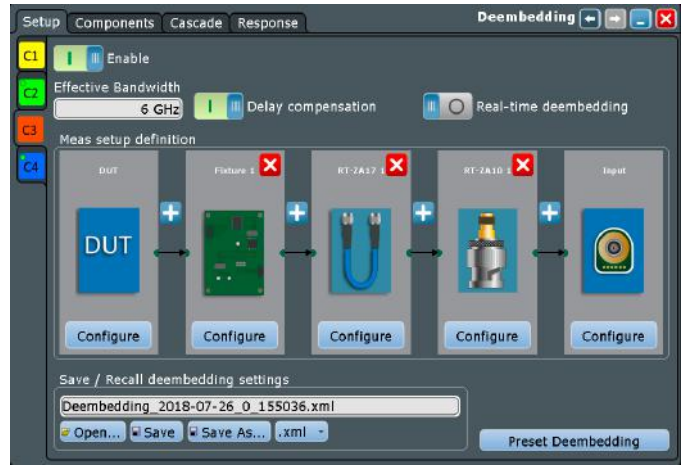 Setup Components Cascade Response Deembedding
C1
Enable
C2
Effective Bandwidth
6 GHz
Delay compensation
Real-time deembedding
C3
Meas setup definition
C4
DUT Fixture 1 RT-ZA17 1 RT-ZA10 1 Input
DUT
Configure Configure Configure Configure Configure
Save / Recall deembedding settings
Deembedding_2018-07-26_0_155036.xml
Open... Save Save As... .xml
Preset Deembedding